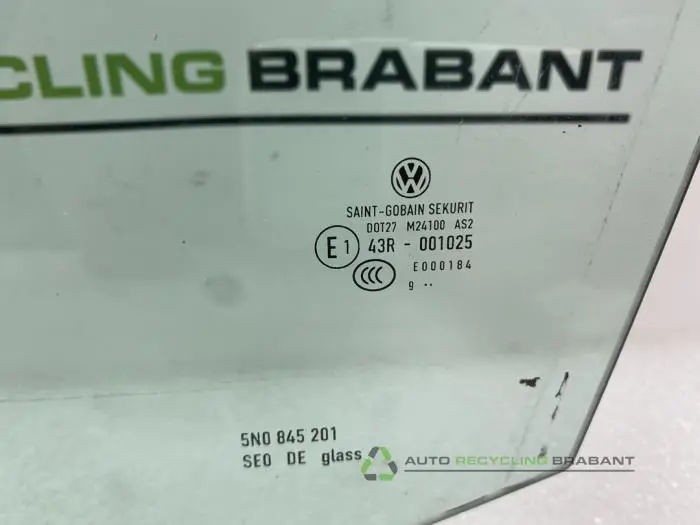 CLING BRABANT
SAINT-GOBAIN SEKURIT
DOT27 M24100 AS2
E1 43R - 001025
CCC E000184
g ..
5N0 845 201
SEO DE glass
AUTO RECYCLING BRABANT